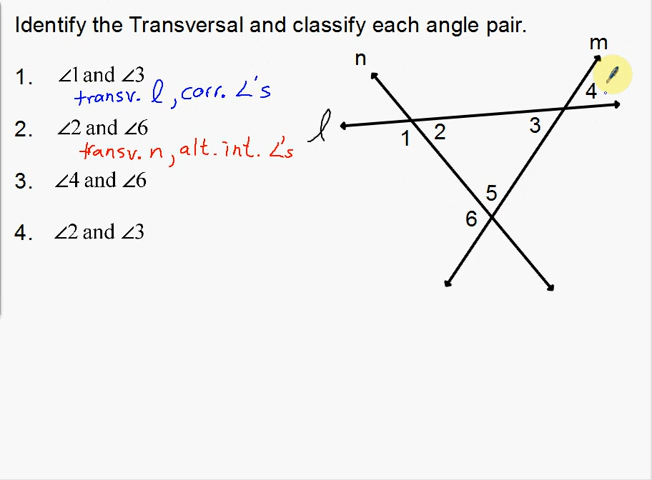 Identify the Transversal and classify each angle pair.
1. ∠1 and ∠3
transv. l, corr. ∠'s
2. ∠2 and ∠6
transv. n, alt. int. ∠'s
3. ∠4 and ∠6
4. ∠2 and ∠3
n
m
4
l
1
2
3
5
6